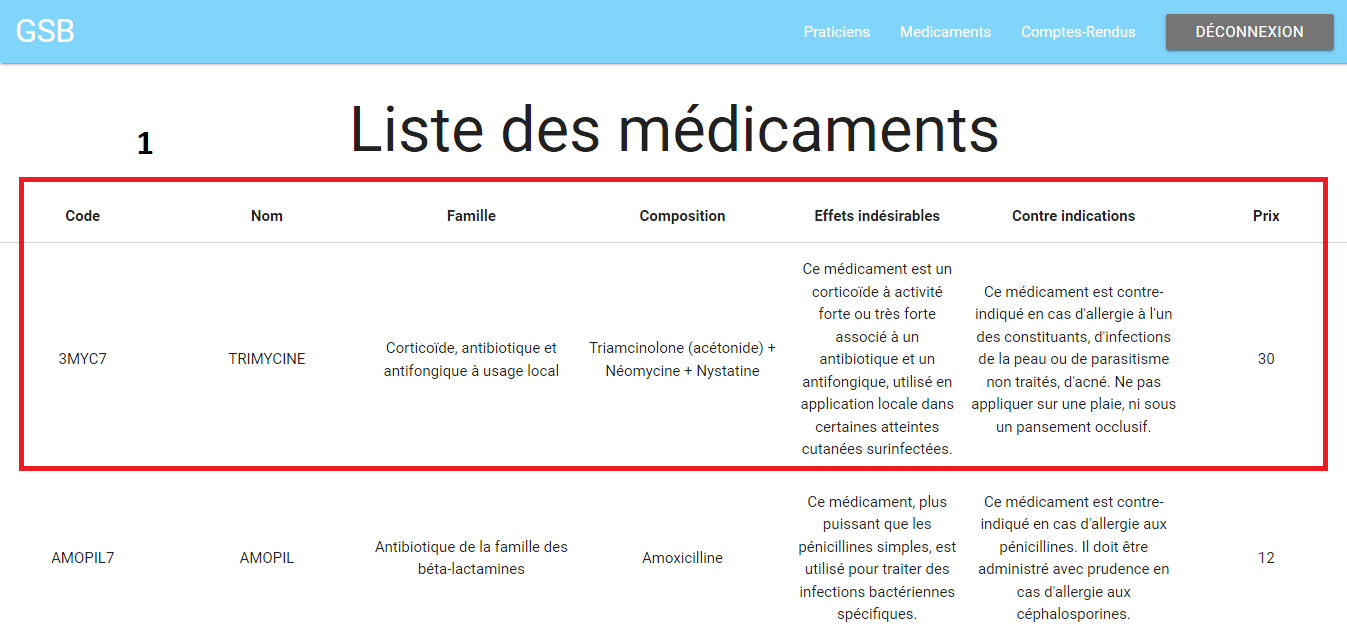 GSB
Praticiens
Medicaments
Comptes-Rendus
DÉCONNEXION
1
Liste des médicaments
Code
Nom
Famille
Composition
Effets indésirables
Contre indications
Prix
3MYC7
TRIMYCINE
Corticoïde, antibiotique et
antifongique à usage local
Triamcinolone (acétonide) +
Néomycine + Nystatine
Ce médicament est un
corticoïde à activité
forte ou très forte
associé à un
antibiotique et un
antifongique, utilisé en
application locale dans
certaines atteintes
cutanées surinfectées.
Ce médicament est contre-
indiqué en cas d'allergie à l'un
des constituants, d'infections
de la peau ou de parasitisme
non traités, d'acné. Ne pas
appliquer sur une plaie, ni sous
un pansement occlusif.
30
AMOPIL7
AMOPIL
Antibiotique de la famille des
béta-lactamines
Amoxicilline
Ce médicament, plus
puissant que les
pénicillines simples, est
utilisé pour traiter des
infections bactériennes
spécifiques.
Ce médicament est contre-
indiqué en cas d'allergie aux
pénicillines. Il doit être
administré avec prudence en
cas d'allergie aux
céphalosporines.
12